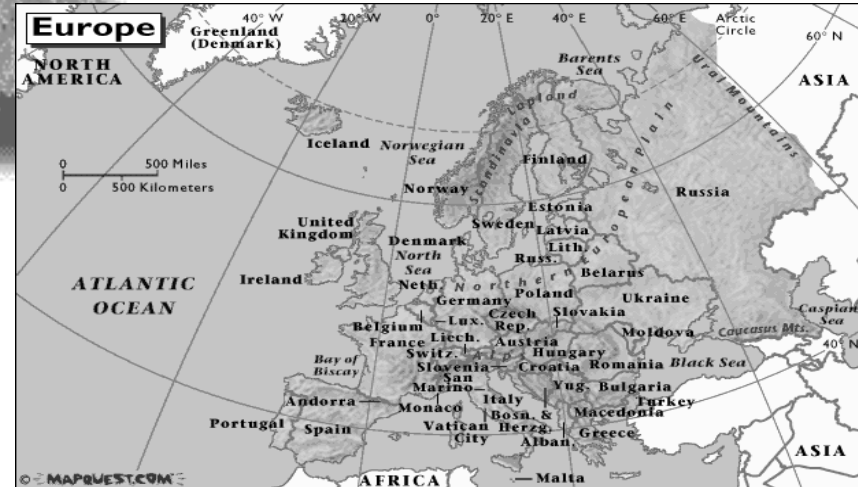 Europe
40° W
20° W
0°
20° E
40° E
60° E
Arctic
Circle
60° N
Greenland
(Denmark)
NORTH
AMERICA
Barents
Sea
Ural Mountains
ASIA
Lapland
Iceland
Norwegian
Sea
Scandinavia
Finland
0 500 Miles
0 500 Kilometers
Norway
Northern European Plain
Russia
Estonia
Sweden
Latvia
United
Kingdom
Denmark
Lith.
North
Sea
Russ.
Ireland
Neth.
Belarus
ATLANTIC
OCEAN
Germany
Poland
Ukraine
Czech
Rep.
Slovakia
Caspian
Sea
Belgium
Lux.
Moldova
Caucasus Mts.
France
Liech.
Austria
40° N
Bay of
Biscay
Switz.
Alps
Hungary
Slovenia
Croatia
Romania
Black Sea
San
Marino
Yug.
Bulgaria
Andorra
Italy
Turkey
Monaco
Bosn. &
Herzg.
Macedonia
Portugal
Spain
Vatican
City
Alban.
Greece
ASIA
© MAPQUEST.COM
AFRICA
Malta